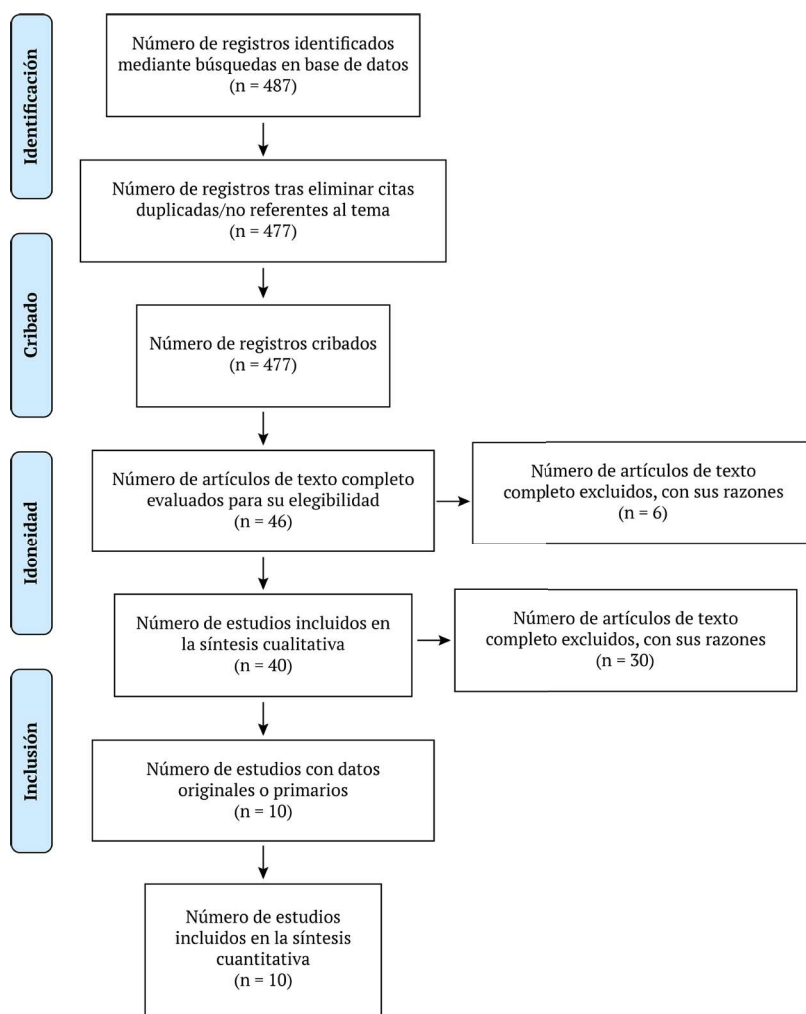 Identificación
Número de registros identificados
mediante búsquedas en base de datos
(n = 487)
Número de registros tras eliminar citas
duplicadas/no referentes al tema
(n = 477)
Cribado
Número de registros cribados
(n = 477)
Idoneidad
Número de artículos de texto completo
evaluados para su elegibilidad
(n = 46)
Número de artículos de texto
completo excluidos, con sus razones
(n = 6)
Número de estudios incluidos en
la síntesis cualitativa
(n = 40)
Número de artículos de texto
completo excluidos, con sus razones
(n = 30)
Inclusión
Número de estudios con datos
originales o primarios
(n = 10)
Número de estudios
incluidos en la síntesis
cuantitativa
(n = 10)